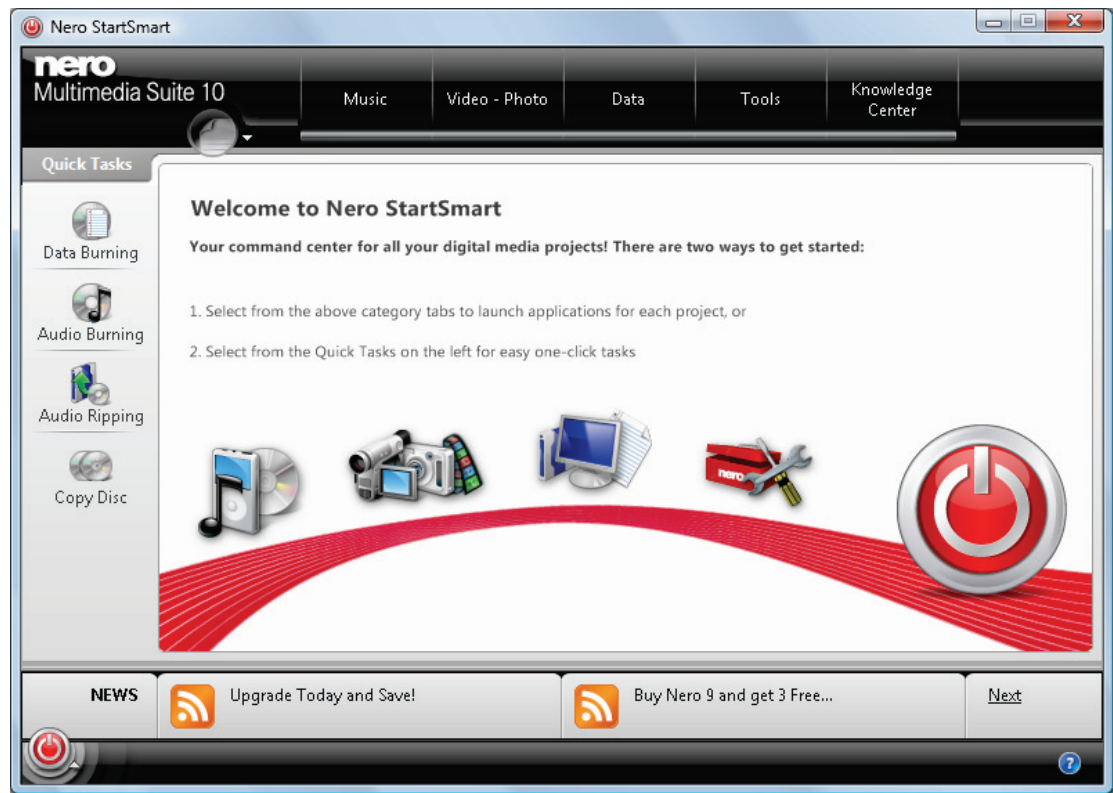 Nero StartSmart
nero
Multimedia Suite 10
Music
Video - Photo
Data
Tools
Knowledge
Center
Quick Tasks
Data Burning
Audio Burning
Audio Ripping
Copy Disc
Welcome to Nero StartSmart
Your command center for all your digital media projects! There are two ways to get started:
1. Select from the above category tabs to launch applications for each project, or
2. Select from the Quick Tasks on the left for easy one-click tasks
nero
NEWS
Upgrade Today and Save!
Buy Nero 9 and get 3 Free...
Next
?